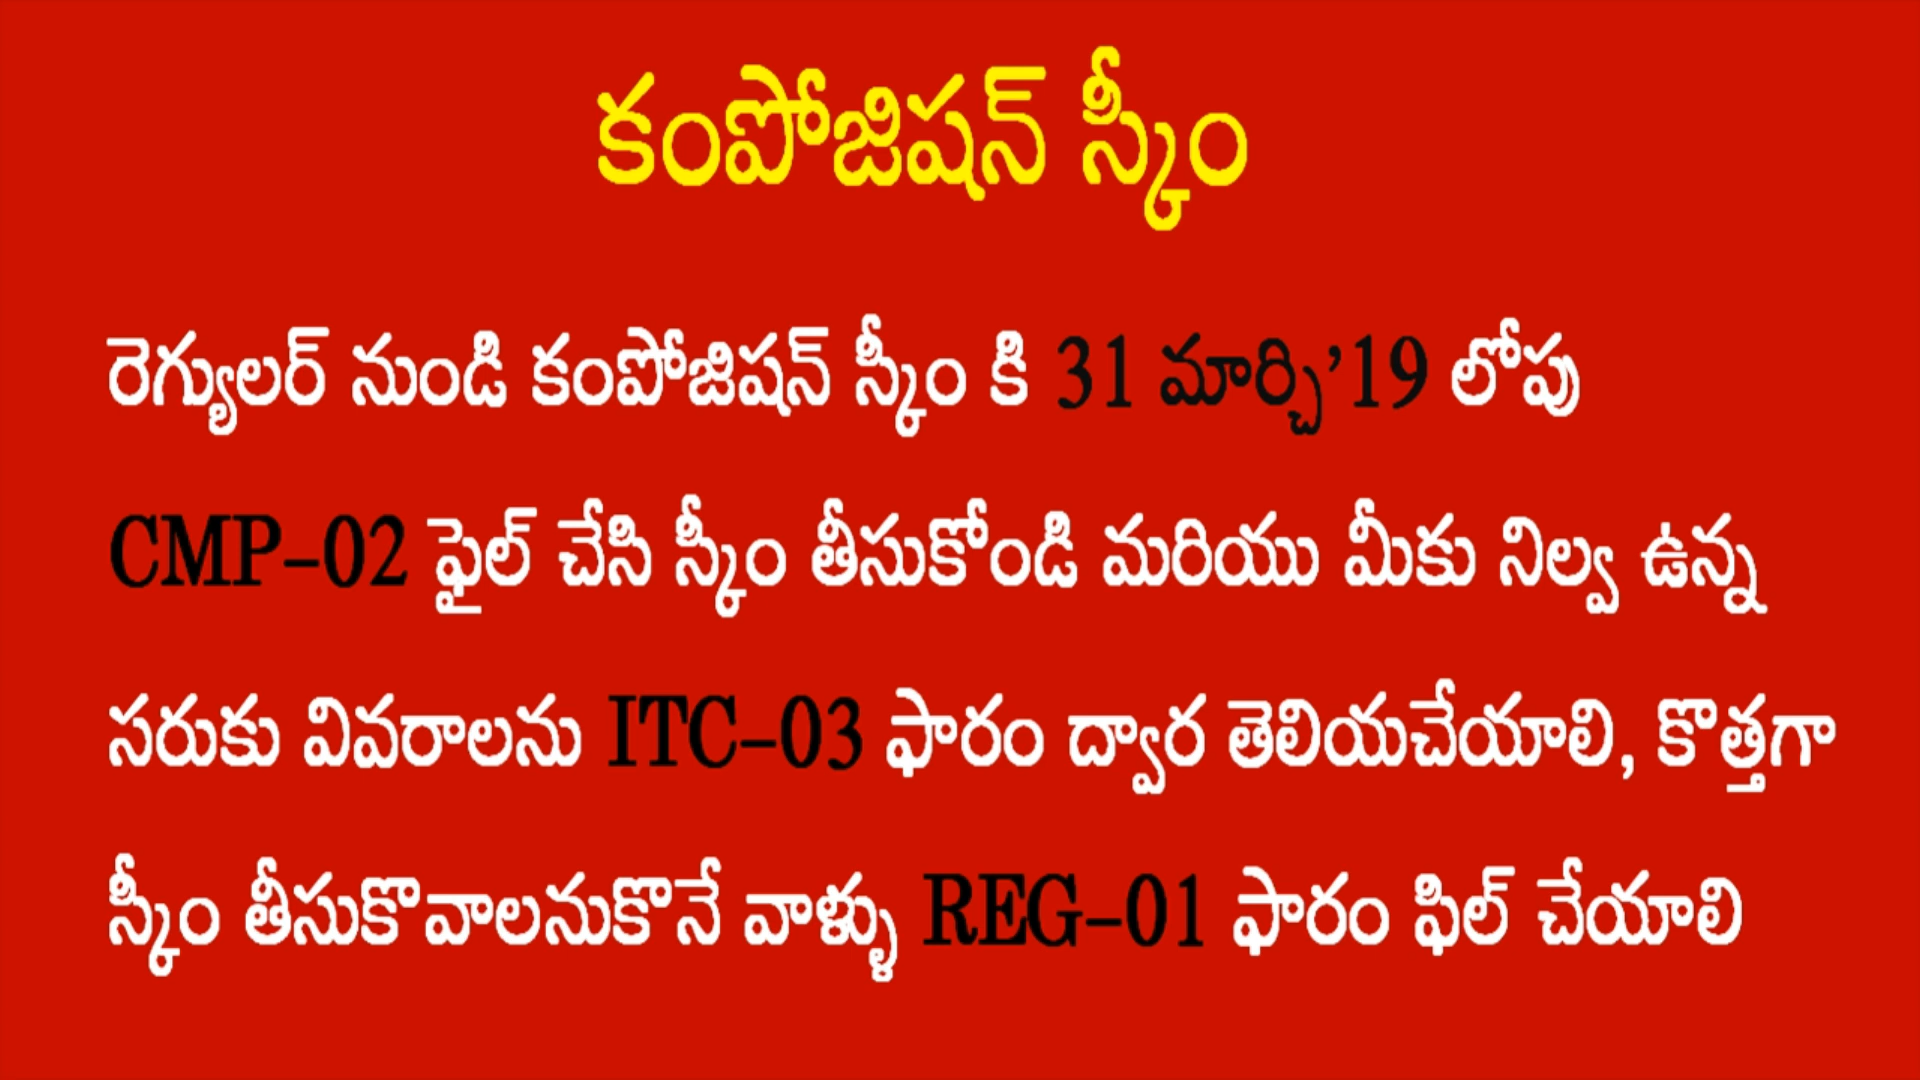 కంపోజిషన్ స్కీం
రెగ్యులర్ నుండి కంపోజిషన్ స్కీం కి 31 మార్చి'19 లోపు
CMP-02 ఫైల్ చేసి స్కీం తీసుకోండి మరియు మీకు నిల్వ ఉన్న
సరుకు వివరాలను ITC-03 ఫారం ద్వార తెలియచేయాలి, కొత్తగా
స్కీం తీసుకొవాలనుకొనే వాళ్ళు REG-01 ఫారం ఫిల్ చేయాలి